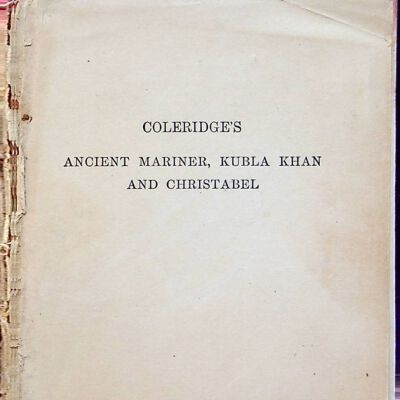 COLERIDGE'S
ANCIENT MARINER, KUBLA KHAN
AND CHRISTABEL